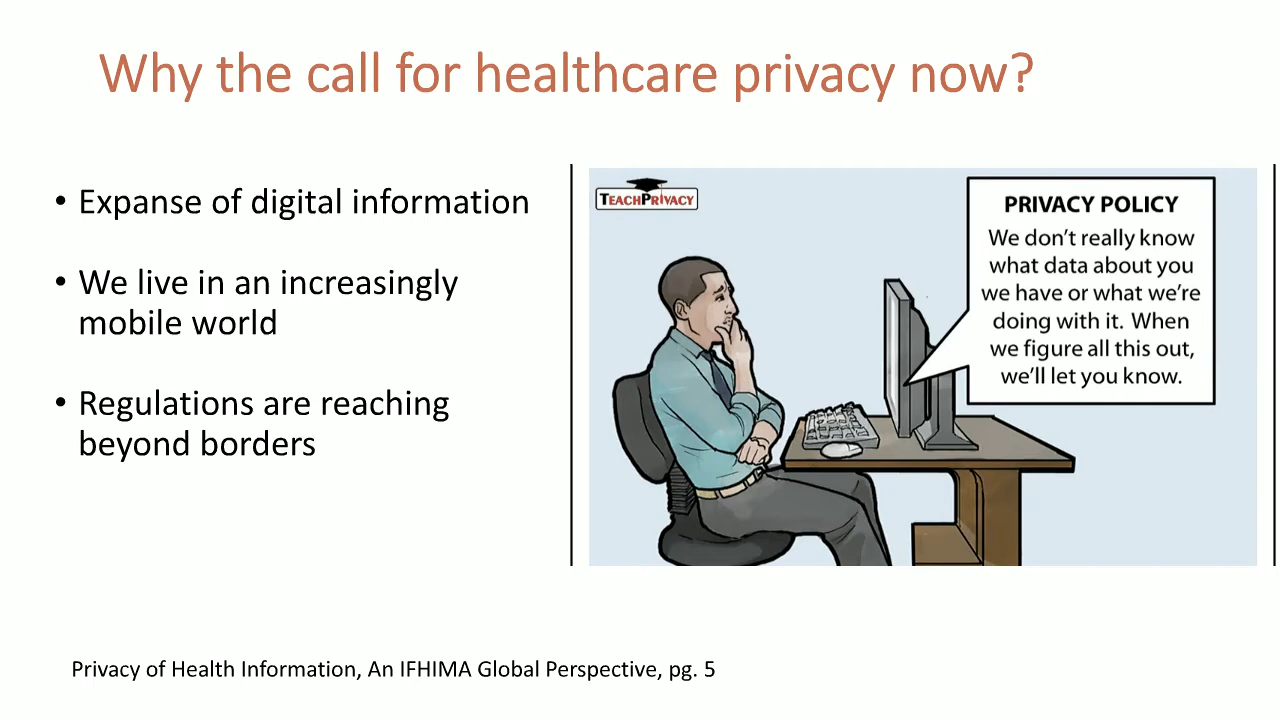 Why the call for healthcare privacy now?
• Expanse of digital information
• We live in an increasingly
mobile world
• Regulations are reaching
beyond borders
TEACHPRIVACY
PRIVACY POLICY
We don't really know
what data about you
we have or what we're
doing with it. When
we figure all this out,
we'll let you know.
Privacy of Health Information, An IFHIMA Global Perspective, pg. 5